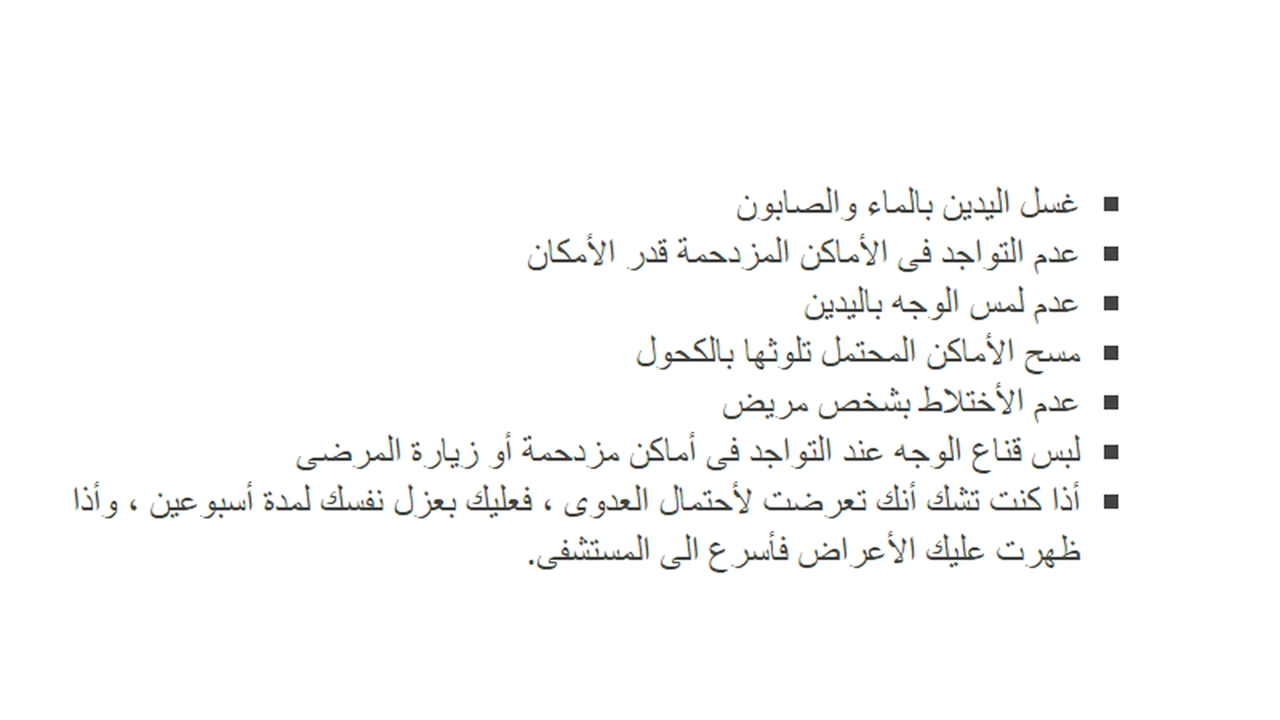 ▪ غسل اليدين بالماء والصابون
▪ عدم التواجد فى الأماكن المزدحمة قدر الأمكان
▪ عدم لمس الوجه باليدين
▪ مسح الأماكن المحتمل تلوثها بالكحول
▪ عدم الأختلاط بشخص مريض
▪ لبس قناع الوجه عند التواجد فى أماكن مزدحمة أو زيارة المرضى
▪ أذا كنت تشك أنك تعرضت لأحتمال العدوى ، فعليك بعزل نفسك لمدة أسبوعين ، وأذا
ظهرت عليك الأعراض فأسرع الى المستشفى.